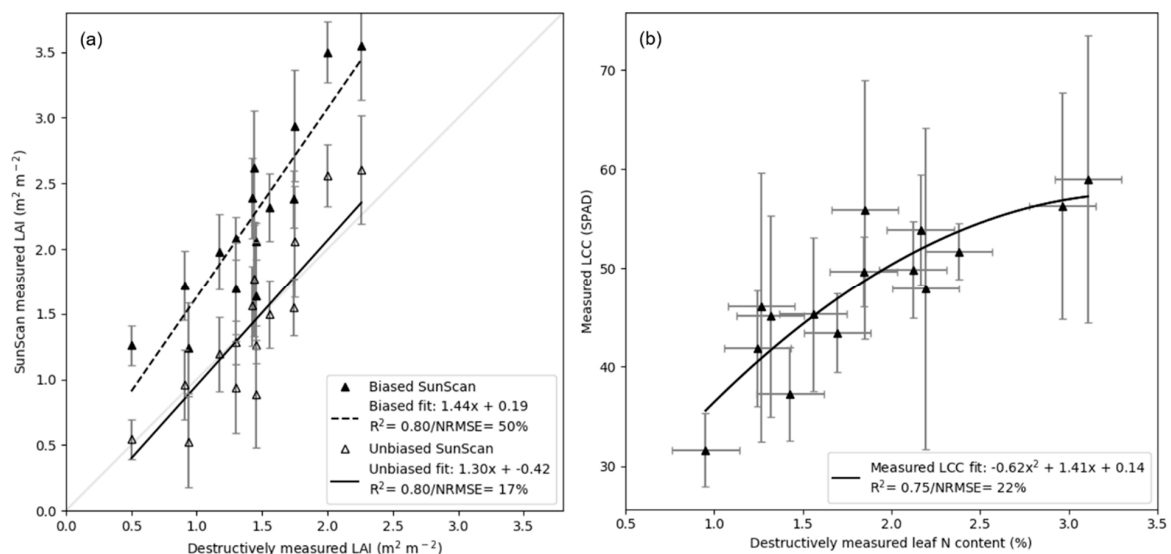 (a)
SunScan measured LAI (m² m⁻²)
3.5
3.0
2.5
2.0
1.5
1.0
0.5
0.0
0.0 0.5 1.0 1.5 2.0 2.5 3.0 3.5
Destructively measured LAI (m² m⁻²)
Biased SunScan
Biased fit: 1.44x + 0.19
R²= 0.80/NRMSE= 50%
Unbiased SunScan
Unbiased fit: 1.30x + -0.42
R²= 0.80/NRMSE= 17%
(b)
Measured LCC (SPAD)
70
60
50
40
30
0.5 1.0 1.5 2.0 2.5 3.0 3.5
Destructively measured leaf N content (%)
Measured LCC fit: -0.62x² + 1.41x + 0.14
R²= 0.75/NRMSE= 22%